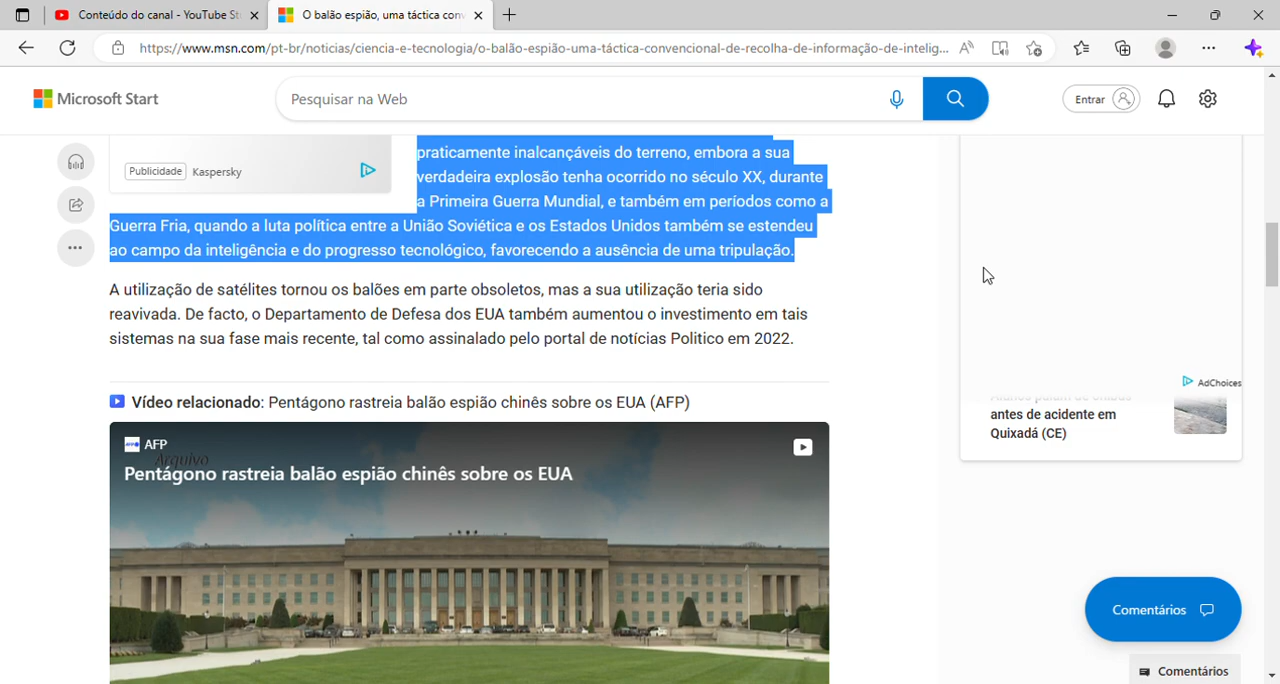 Conteúdo do canal - YouTube St
O balão espião, uma táctica conv
https://www.msn.com/pt-br/noticias/ciencia-e-tecnologia/o-balão-espião-uma-táctica-convencional-de-recolha-de-informação-de-intelig...
Microsoft Start
Pesquisar na Web
Entrar
praticamente inalcançáveis do terreno, embora a sua
verdadeira explosão tenha ocorrido no século XX, durante
a Primeira Guerra Mundial, e também em períodos como a
Guerra Fria, quando a luta política entre a União Soviética e os Estados Unidos também se estendeu
ao campo da inteligência e do progresso tecnológico, favorecendo a ausência de uma tripulação.
Publicidade Kaspersky
A utilização de satélites tornou os balões em parte obsoletos, mas a sua utilização teria sido
reavivada. De facto, o Departamento de Defesa dos EUA também aumentou o investimento em tais
sistemas na sua fase mais recente, tal como assinalado pelo portal de notícias Politico em 2022.
Vídeo relacionado: Pentágono rastreia balão espião chinês sobre os EUA (AFP)
AFP
Arquivo
Pentágono rastreia balão espião chinês sobre os EUA
AdChoices
antes de acidente em
Quixadá (CE)
Comentários
Comentários